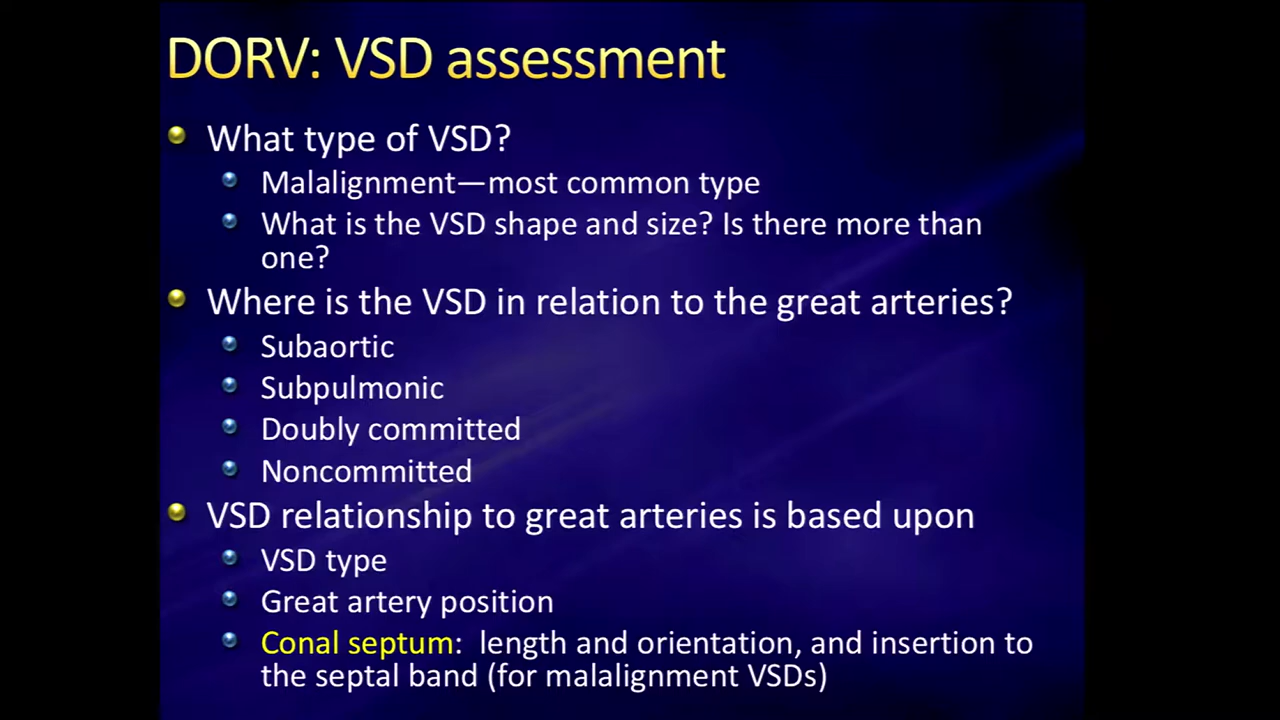 DORV: VSD assessment
What type of VSD?
Malalignment—most common type
What is the VSD shape and size? Is there more than
one?
Where is the VSD in relation to the great arteries?
Subaortic
Subpulmonic
Doubly committed
Noncommitted
VSD relationship to great arteries is based upon
VSD type
Great artery position
Conal septum: length and orientation, and insertion to
the septal band (for malalignment VSDs)